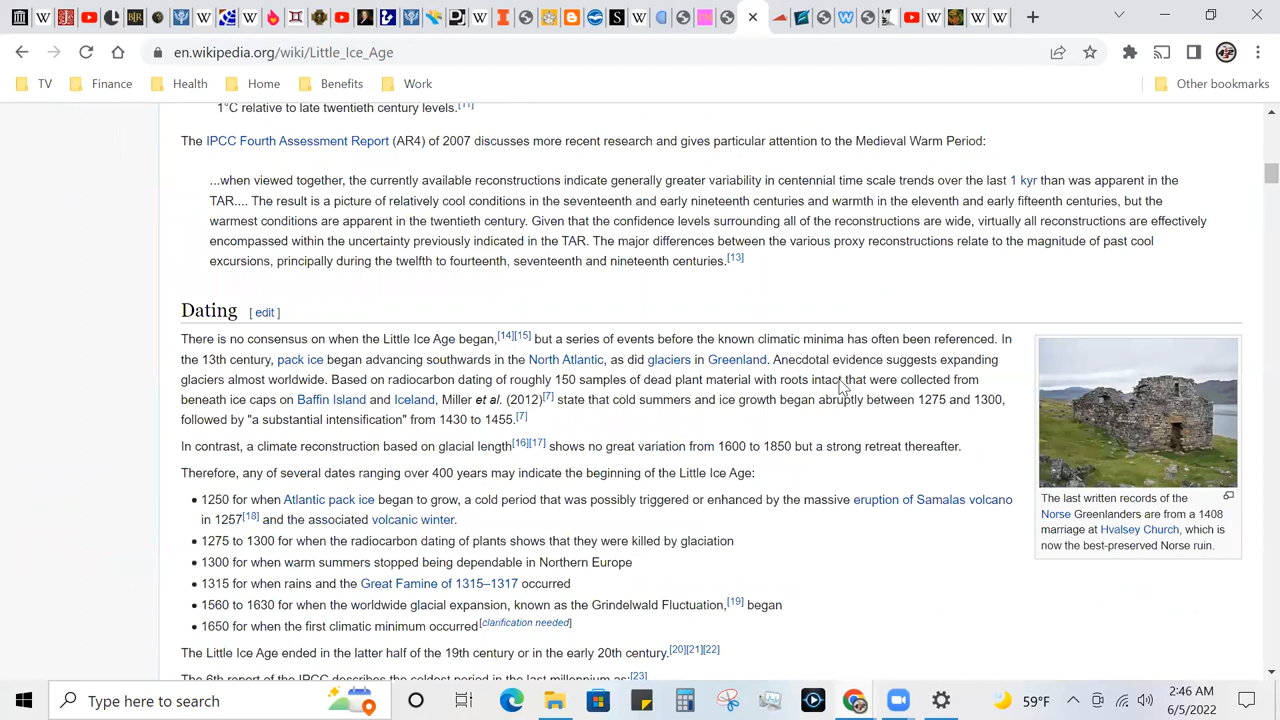 en.wikipedia.org/wiki/Little_Ice_Age
TV Finance Health Home Benefits Work Other bookmarks
1°C relative to late twentieth century levels.[11]
The IPCC Fourth Assessment Report (AR4) of 2007 discusses more recent research and gives particular attention to the Medieval Warm Period:
...when viewed together, the currently available reconstructions indicate generally greater variability in centennial time scale trends over the last 1 kyr than was apparent in the
TAR.... The result is a picture of relatively cool conditions in the seventeenth and early nineteenth centuries and warmth in the eleventh and early fifteenth centuries, but the
warmest conditions are apparent in the twentieth century. Given that the confidence levels surrounding all of the reconstructions are wide, virtually all reconstructions are effectively
encompassed within the uncertainty previously indicated in the TAR. The major differences between the various proxy reconstructions relate to the magnitude of past cool
excursions, principally during the twelfth to fourteenth, seventeenth and nineteenth centuries.[13]
Dating [ edit ]
There is no consensus on when the Little Ice Age began,[14][15] but a series of events before the known climatic minima has often been referenced. In
the 13th century, pack ice began advancing southwards in the North Atlantic, as did glaciers in Greenland. Anecdotal evidence suggests expanding
glaciers almost worldwide. Based on radiocarbon dating of roughly 150 samples of dead plant material with roots intact that were collected from
beneath ice caps on Baffin Island and Iceland, Miller et al. (2012)[7] state that cold summers and ice growth began abruptly between 1275 and 1300,
followed by "a substantial intensification" from 1430 to 1455.[7]
In contrast, a climate reconstruction based on glacial length[16][17] shows no great variation from 1600 to 1850 but a strong retreat thereafter.
Therefore, any of several dates ranging over 400 years may indicate the beginning of the Little Ice Age:
• 1250 for when Atlantic pack ice began to grow, a cold period that was possibly triggered or enhanced by the massive eruption of Samalas volcano
in 1257[18] and the associated volcanic winter.
• 1275 to 1300 for when the radiocarbon dating of plants shows that they were killed by glaciation
• 1300 for when warm summers stopped being dependable in Northern Europe
• 1315 for when rains and the Great Famine of 1315–1317 occurred
• 1560 to 1630 for when the worldwide glacial expansion, known as the Grindelwald Fluctuation,[19] began
• 1650 for when the first climatic minimum occurred[clarification needed]
The Little Ice Age ended in the latter half of the 19th century or in the early 20th century.[20][21][22]
The 6th report of the IPCC describes the coldest period in the last millennium as:[23]
The last written records of the
Norse Greenlanders are from a 1408
marriage at Hvalsey Church, which is
now the best-preserved Norse ruin.
Type here to search
59°F
2:46 AM
6/5/2022